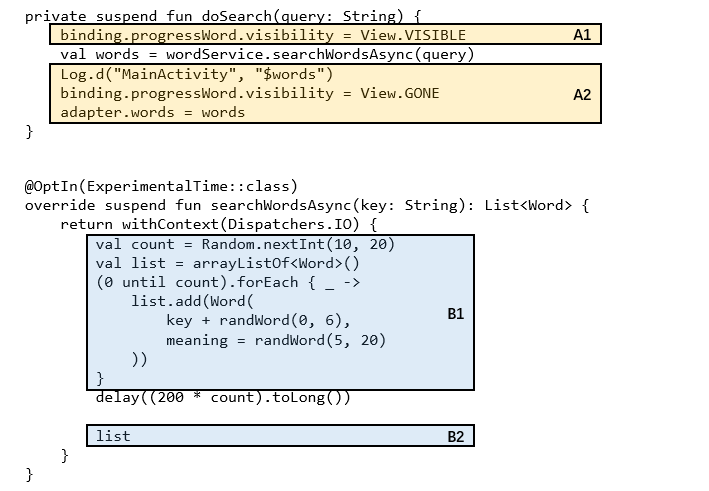 private suspend fun doSearch(query: String) {
    binding.progressWord.visibility = View.VISIBLE A1
    val words = wordService.searchWordsAsync(query)
    Log.d("MainActivity", "$words")
    binding.progressWord.visibility = View.GONE A2
    adapter.words = words
}
@OptIn(ExperimentalTime::class)
override suspend fun searchWordsAsync(key: String): List<Word> {
    return withContext(Dispatchers.IO) {
        val count = Random.nextInt(10, 20)
        val list = arrayListOf<Word>()
        (0 until count).forEach { _ ->
            list.add(Word(
                key + randWord(0, 6), B1
                meaning = randWord(5, 20)
            ))
        }
        delay((200 * count).toLong())
        list B2
    }
}